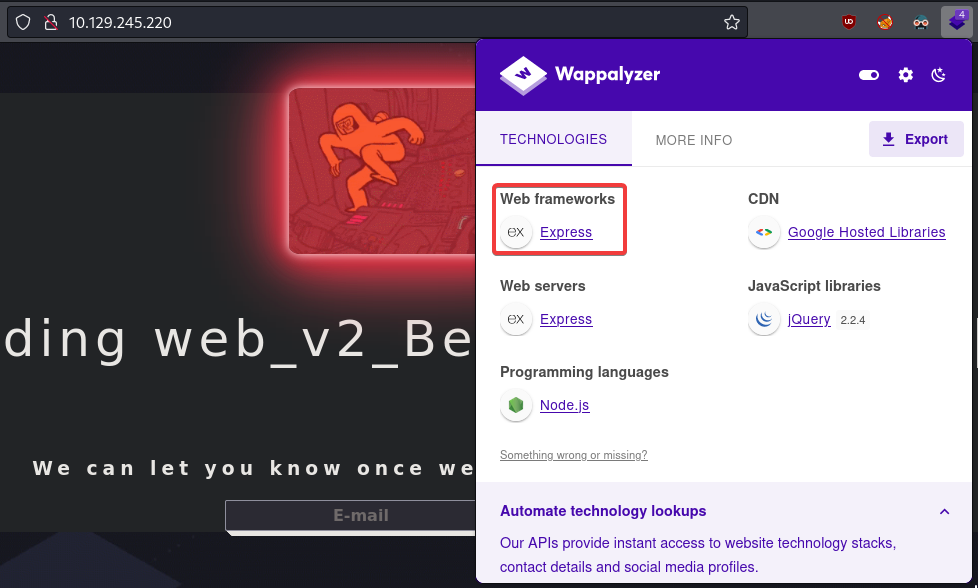 10.129.245.220
4
Wappalyzer
TECHNOLOGIES
MORE INFO
Export
Web frameworks
ex Express
CDN
Google Hosted Libraries
Web servers
ex Express
JavaScript libraries
jQuery 2.2.4
Programming languages
Node.js
Something wrong or missing?
Automate technology lookups
Our APIs provide instant access to website technology stacks,
contact details and social media profiles.
ding web_v2_Be
We can let you know once we
E-mail